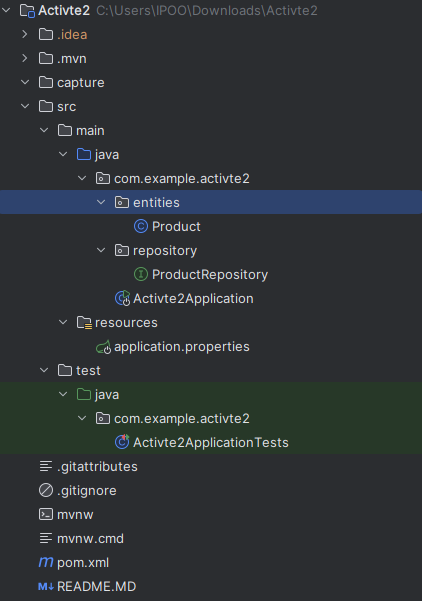 Activte2 C:\Users\IPOO\Downloads\Activte2
.idea
.mvn
capture
src
main
java
com.example.activte2
entities
Product
repository
ProductRepository
Activte2Application
resources
application.properties
test
java
com.example.activte2
Activte2ApplicationTests
.gitattributes
.gitignore
mvnw
mvnw.cmd
pom.xml
README.MD